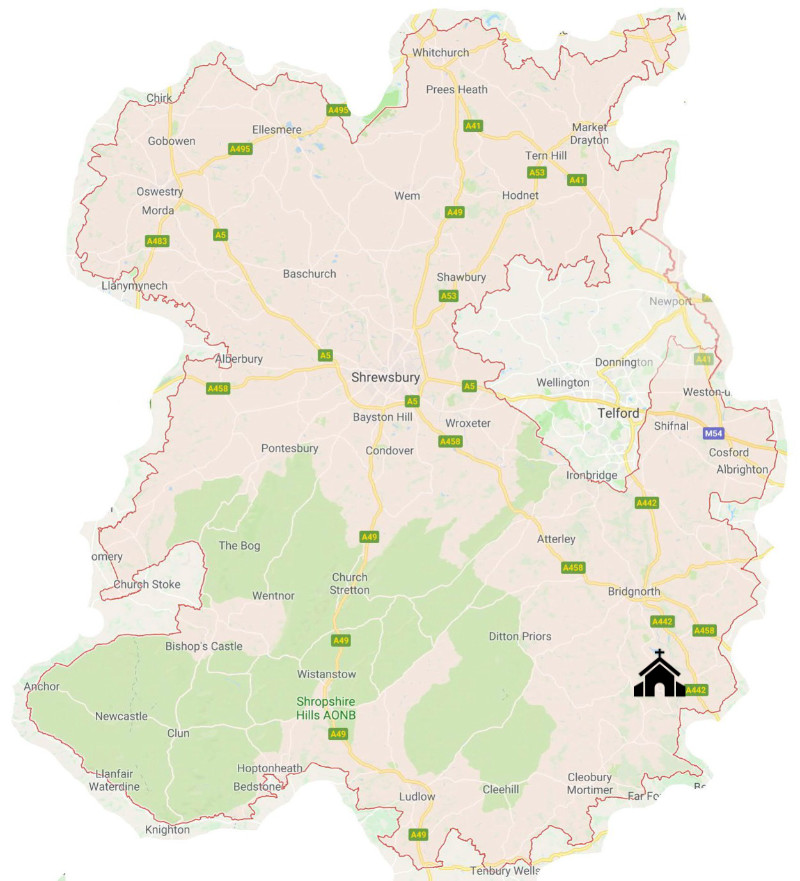 M
Whitchurch
Prees Heath
Chirk
A495
A41
Ellesmere
Market
Drayton
Gobowen
A495
Tern Hill
A53
A41
Oswestry
Wem
Hodnet
Morda
A49
A5
A483
Baschurch
Shawbury
Llanymynech
A53
Newport
Alberbury
A5
A41
Donnington
Shrewsbury
Wellington
A458
A5
Weston-u
A5
Telford
Bayston Hill
Wroxeter
Shifnal
M54
A458
Pontesbury
Condover
Cosford
Albrighton
Ironbridge
A442
A49
Atterley
The Bog
omery
A458
Church Stoke
Church
Stretton
Wentnor
Bridgnorth
A442
A458
Ditton Priors
A49
Bishop's Castle
Wistanstow
Anchor
A442
Shropshire
Hills AONB
Newcastle
Clun
A49
Hoptonheath
Llanfair
Waterdine
Bedstone
Cleobury
Mortimer
Cleehill
Ludlow
Far Fo
Be
Knighton
A49
Tenbury Wells